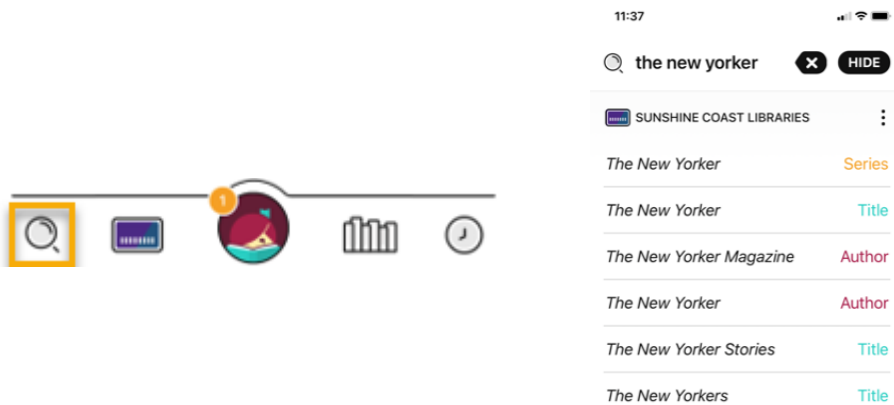 1
11:37
the new yorker HIDE
SUNSHINE COAST LIBRARIES
The New Yorker Series
The New Yorker Title
The New Yorker Magazine Author
The New Yorker Author
The New Yorker Stories Title
The New Yorkers Title